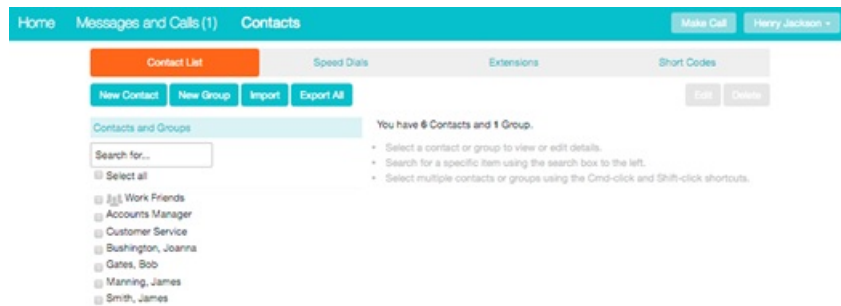 Home Messages and Calls (1) Contacts Make Call Henry Jackson
Contact List Speed Dials Extensions Short Codes
New Contact New Group Import Export All Edit Delete
Contacts and Groups
You have 6 Contacts and 1 Group.
Search for...
• Select a contact or group to view or edit details.
• Search for a specific item using the search box to the left.
• Select multiple contacts or groups using the Cmd-click and Shift-click shortcuts.
Select all
Work Friends
Accounts Manager
Customer Service
Bushington, Joanna
Gates, Bob
Manning, James
Smith, James